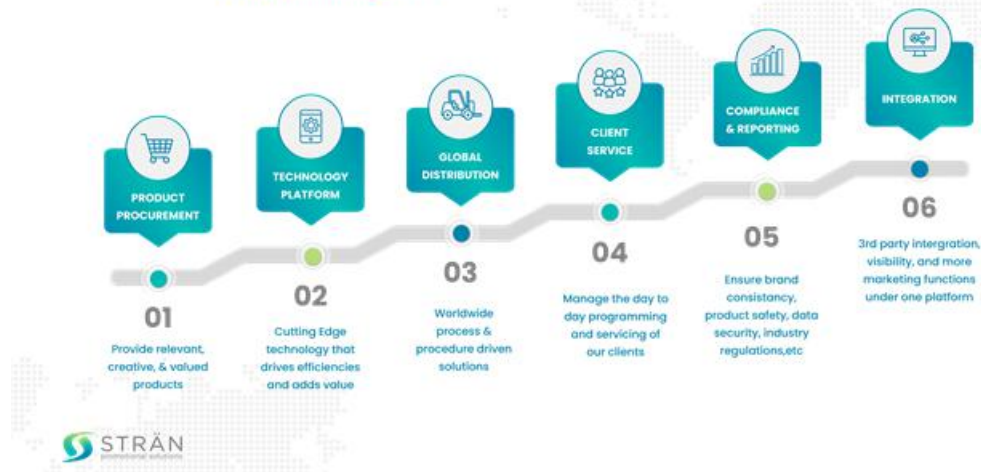 PRODUCT
PROCUREMENT
01
Provide relevant,
creative, & valued
products
TECHNOLOGY
PLATFORM
02
Cutting Edge
technology that
drives efficiencies
and adds value
GLOBAL
DISTRIBUTION
03
Worldwide
process &
procedure driven
solutions
CLIENT
SERVICE
04
Manage the day to
day programming
and servicing of
our clients
COMPLIANCE
& REPORTING
05
Ensure brand
consistancy,
product safety, data
security, industry
regulations,etc
INTEGRATION
06
3rd party intergration,
visibility, and more
marketing functions
under one platform
STRÄN
promotional solutions